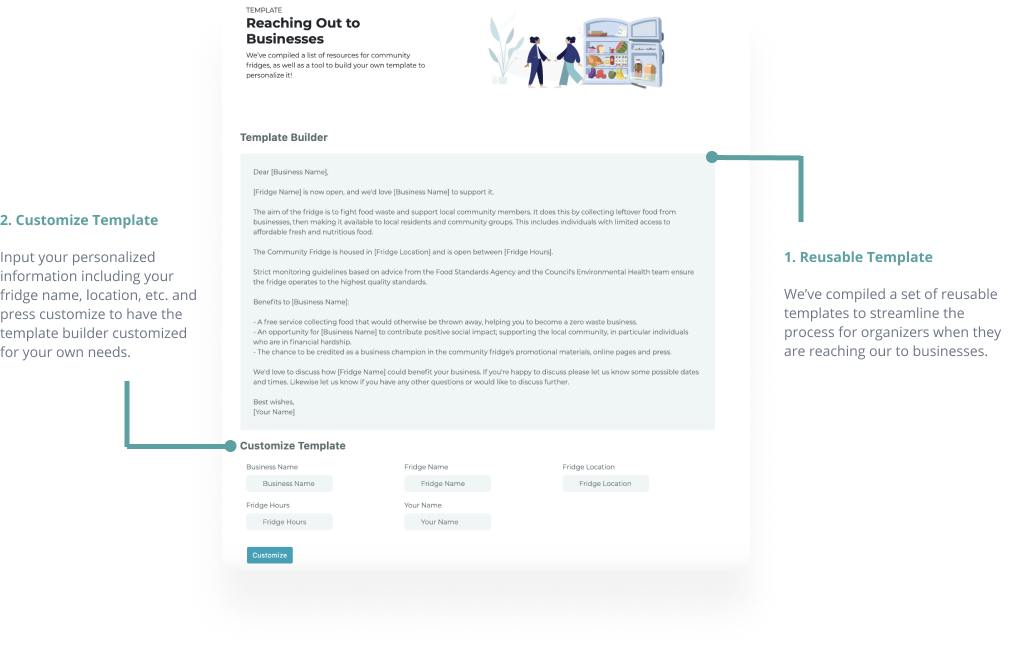 TEMPLATE
Reaching Out to
Businesses
We've compiled a list of resources for community
fridges, as well as a tool to build your own template to
personalize it!
Template Builder
Dear [Business Name],
[Fridge Name] is now open, and we'd love [Business Name] to support it.
The aim of the fridge is to fight food waste and support local community members. It does this by collecting leftover food from
businesses, then making it available to local residents and community groups. This includes individuals with limited access to
affordable fresh and nutritious food.
The Community Fridge is housed in [Fridge Location] and is open between [Fridge Hours].
Strict monitoring guidelines based on advice from the Food Standards Agency and the Council's Environmental Health team ensure
the fridge operates to the highest quality standards.
Benefits to [Business Name]:
- A free service collecting food that would otherwise be thrown away, helping you to become a zero waste business.
- An opportunity for [Business Name] to contribute positive social impact; supporting the local community, in particular individuals
who are in financial hardship.
- The chance to be credited as a business champion in the community fridge's promotional materials, online pages and press.
We'd love to discuss how [Fridge Name] could benefit your business. If you're happy to discuss please let us know some possible dates
and times. Likewise let us know if you have any other questions or would like to discuss further.
Best wishes,
[Your Name]
Customize Template
Business Name
Fridge Name
Fridge Location
Business Name
Fridge Name
Fridge Location
Fridge Hours
Your Name
Fridge Hours
Your Name
Customize
2. Customize Template
Input your personalized
information including your
fridge name, location, etc. and
press customize to have the
template builder customized
for your own needs.
1. Reusable Template
We've compiled a set of reusable
templates to streamline the
process for organizers when they
are reaching our to businesses.